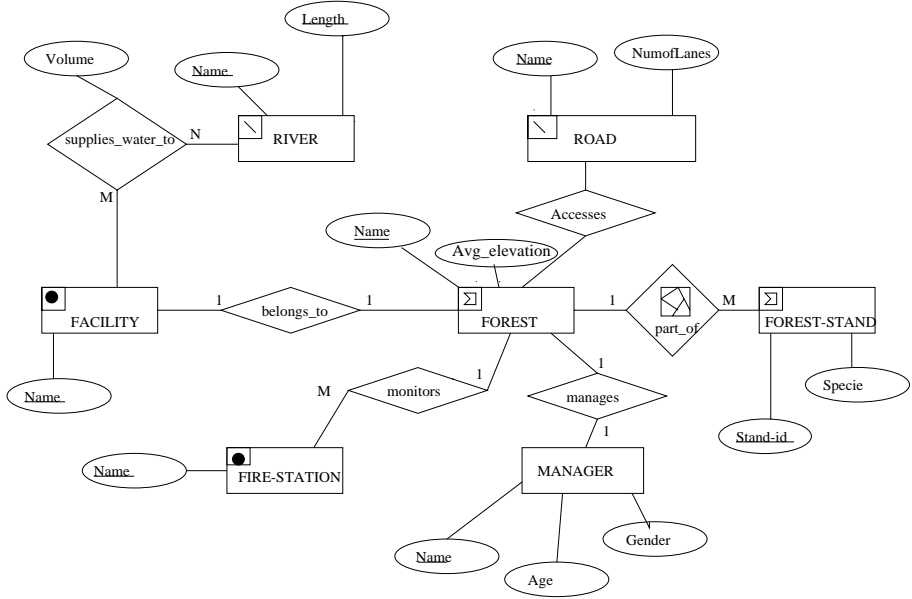 Length
Volume
Name
Name
NumofLanes
supplies_water_to
N
RIVER
ROAD
M
Accesses
Name
Avg_elevation
FACILITY
1
belongs_to
1
Σ
FOREST
1
part_of
M
Σ
FOREST-STAND
Name
M
monitors
1
1
manages
1
Specie
Stand-id
Name
FIRE-STATION
MANAGER
Name
Age
Gender